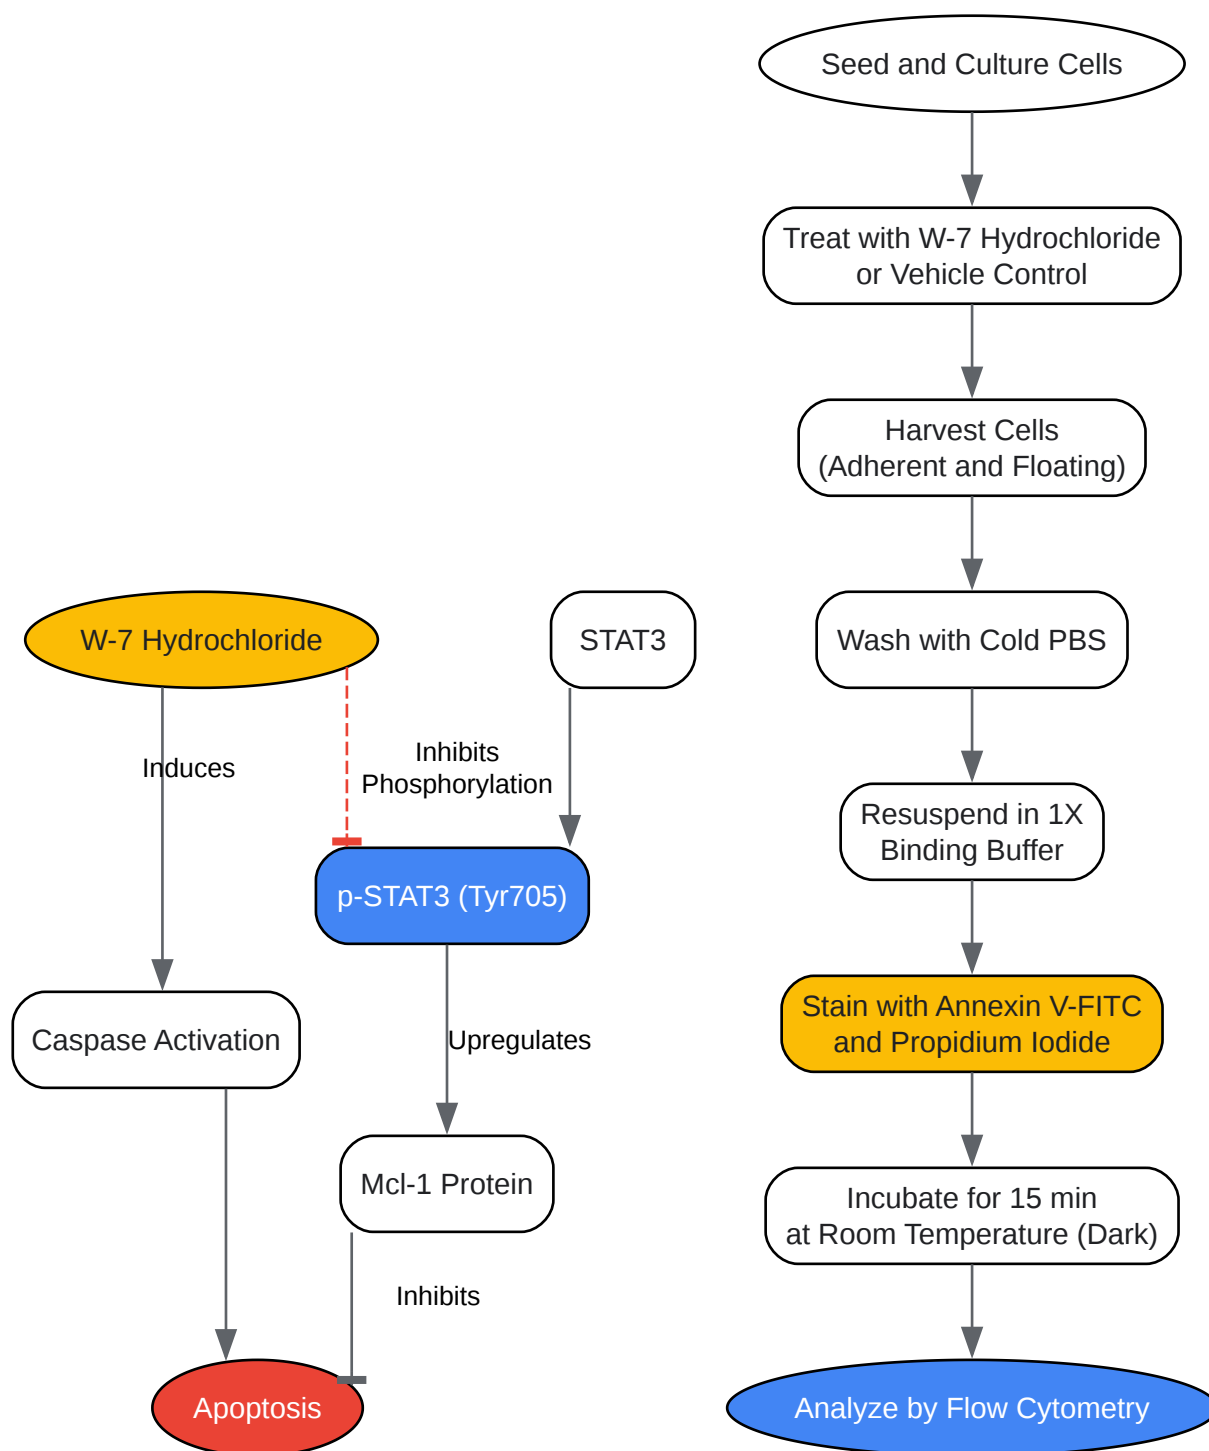 Seed and Culture Cells
Treat with W-7 Hydrochloride
or Vehicle Control
Harvest Cells
(Adherent and Floating)
Wash with Cold PBS
Resuspend in 1X
Binding Buffer
Stain with Annexin V-FITC
and Propidium Iodide
Incubate for 15 min
at Room Temperature (Dark)
Analyze by Flow Cytometry
W-7 Hydrochloride
STAT3
Induces
Inhibits
Phosphorylation
p-STAT3 (Tyr705)
Caspase Activation
Upregulates
Mcl-1 Protein
Inhibits
Apoptosis